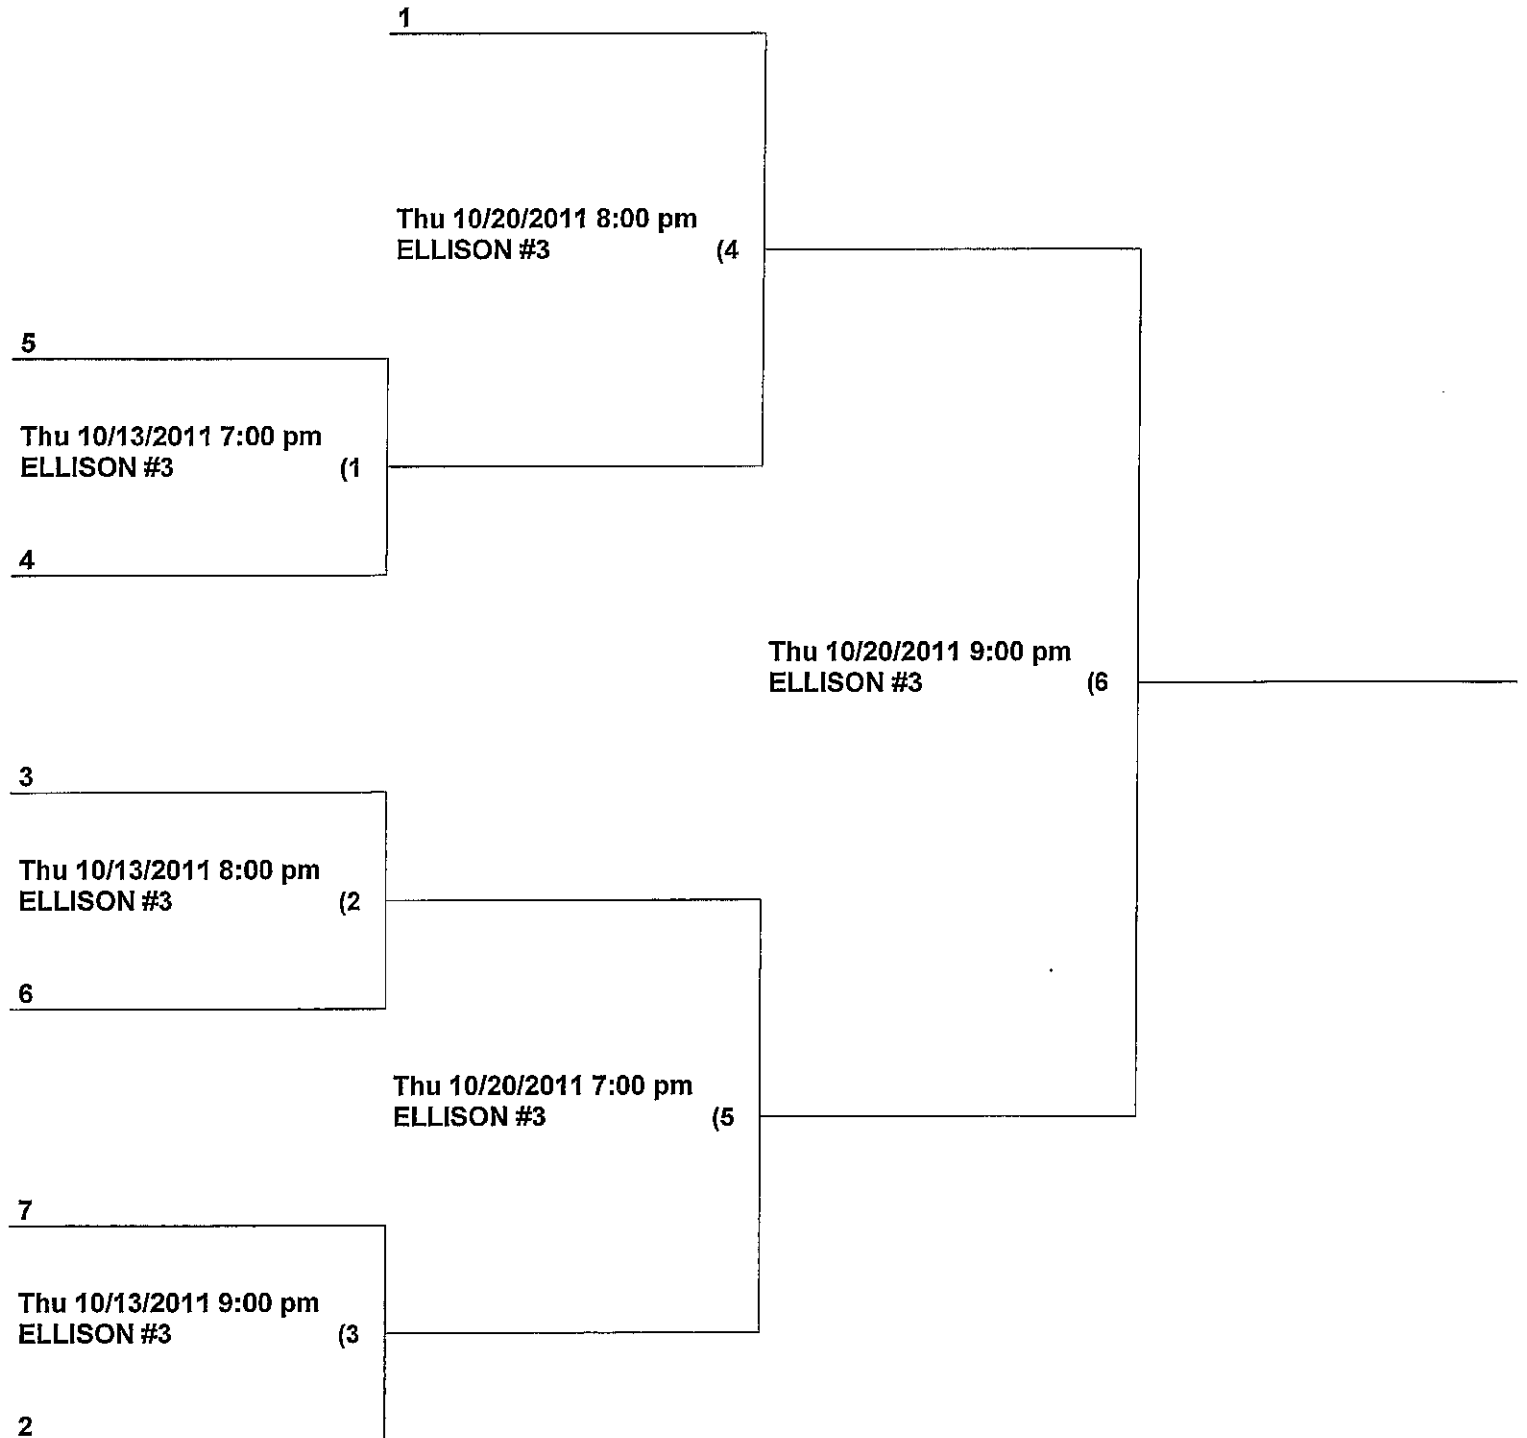 1
Thu 10/20/2011 8:00 pm
ELLISON #3 (4
5
Thu 10/13/2011 7:00 pm
ELLISON #3 (1
4
Thu 10/20/2011 9:00 pm
ELLISON #3 (6
3
Thu 10/13/2011 8:00 pm
ELLISON #3 (2
6
Thu 10/20/2011 7:00 pm
ELLISON #3 (5
7
Thu 10/13/2011 9:00 pm
ELLISON #3 (3
2